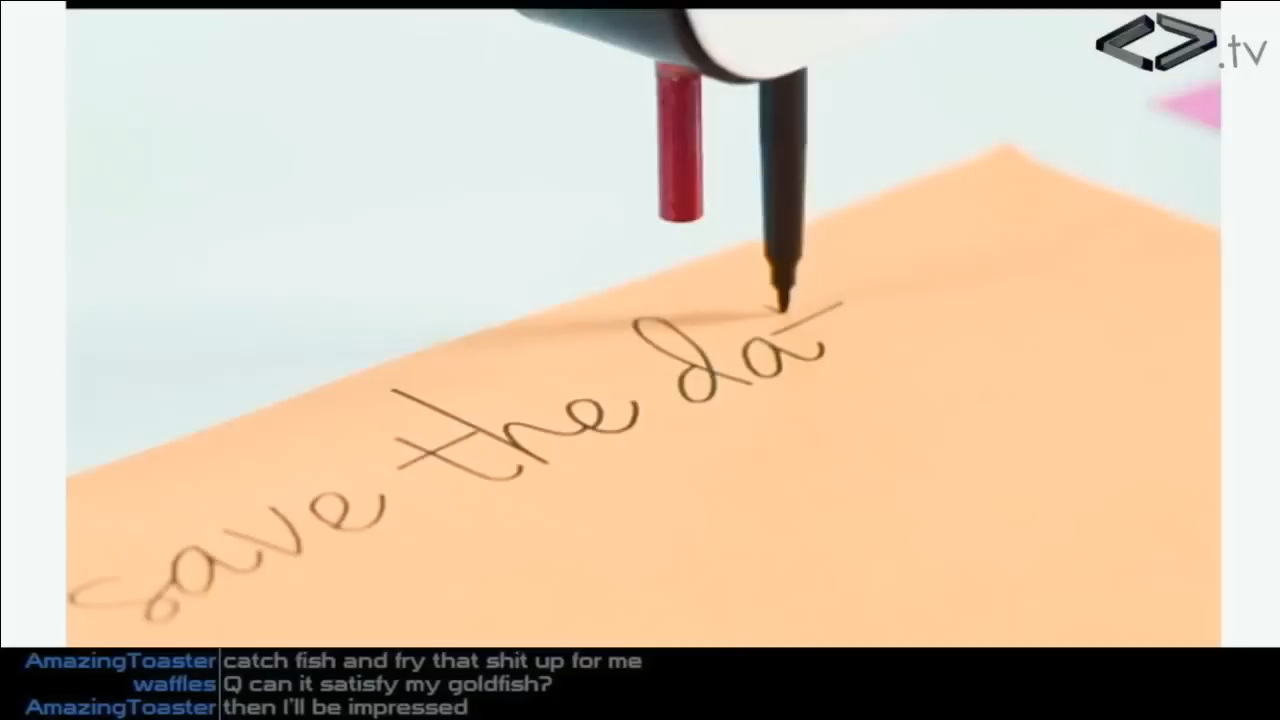 .tv
save the da
AmazingToaster catch fish and fry that shit up for me
waffles Q can it satisfy my goldfish?
AmazingToaster then I'll be impressed